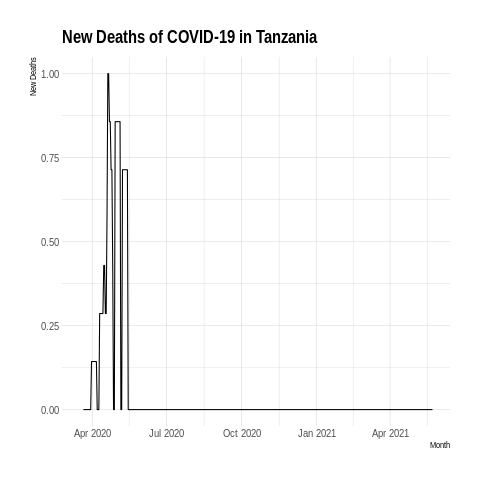 New Deaths of COVID-19 in Tanzania
New Deaths
1.00
0.75
0.50
0.25
0.00
Apr 2020 Jul 2020 Oct 2020 Jan 2021 Apr 2021
Month